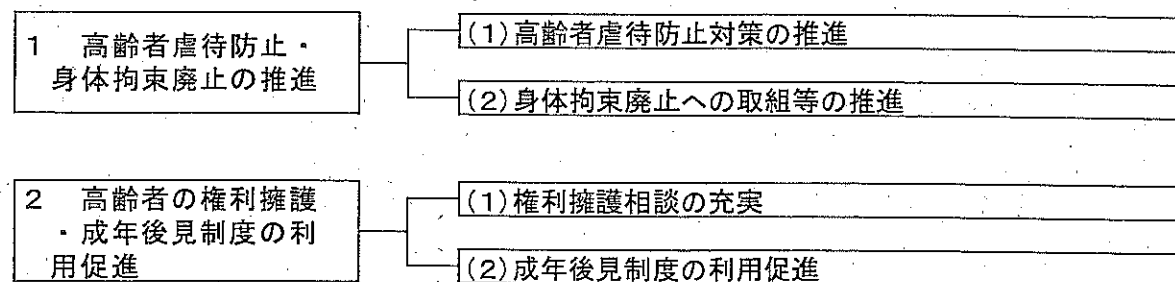 1 高齢者虐待防止・
身体拘束廃止の推進
(1)高齢者虐待防止対策の推進
(2)身体拘束廃止への取組等の推進
2 高齢者の権利擁護
・成年後見制度の利
用促進
(1)権利擁護相談の充実
(2)成年後見制度の利用促進